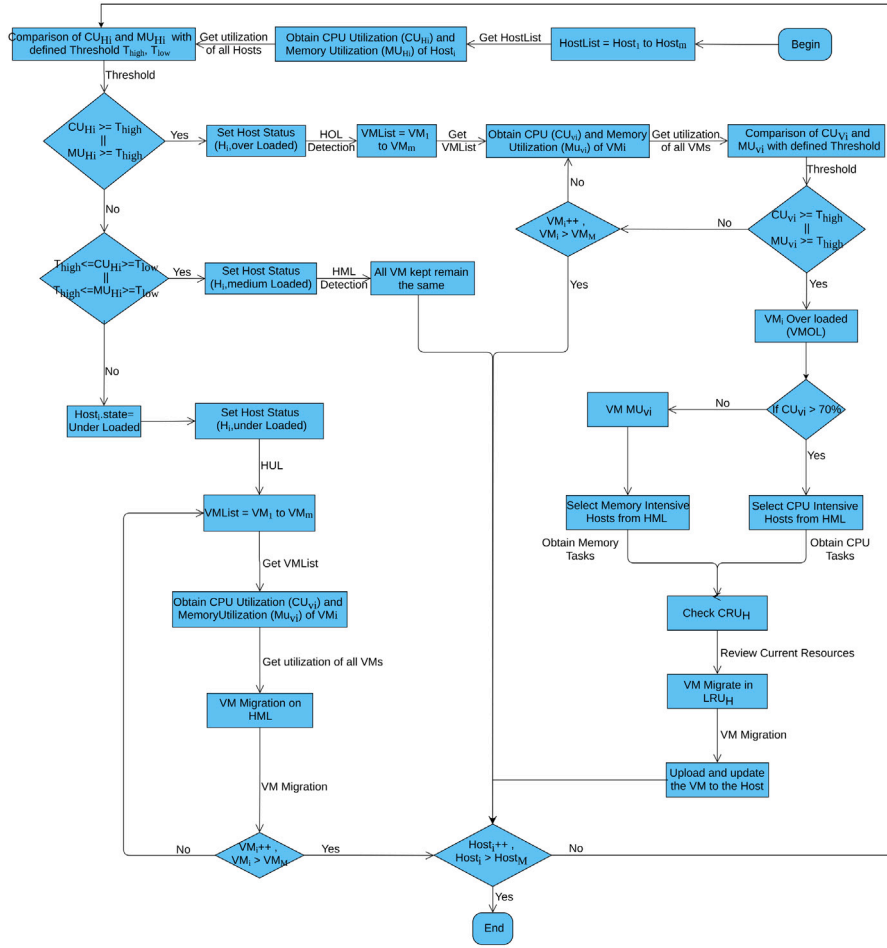 Begin
HostList = Host1 to Hostm
Get HostList
Obtain CPU Utilization (CUHi) and
Memory Utilization (MUHi) of Hosti
Get utilization
of all Hosts
Comparison of CUHi and MUHi with
defined Threshold Thigh, Tlow
Threshold
CUHi >= Thigh
||
MUHi >= Thigh
Yes
Set Host Status
(Hi,over Loaded)
HOL
Detection
VMList = VM1
to VMm
Get
VMList
Obtain CPU (CUvi) and Memory
Utilization (Muvi) of VMi
Get utilization
of all VMs
Comparison of CUVi and
MUvi with defined Threshold
Threshold
CUvi >= Thigh
||
MUvi >= Thigh
No
VMi++ ,
VMi > VMM
No
Yes
Yes
VMi Over loaded
(VMOL)
If CUvi > 70%
No
VM MUvi
Yes
Select Memory Intensive
Hosts from HML
Select CPU Intensive
Hosts from HML
Obtain Memory
Tasks
Obtain CPU
Tasks
Check CRUH
Review Current Resources
VM Migrate in
LRUH
VM Migration
Upload and update
the VM to the Host
No
Thigh<=CUHi>=Tlow
||
Thigh<=MUHi>=Tlow
Yes
Set Host Status
(Hi,medium Loaded)
HML
Detection
All VM kept remain
the same
No
Hosti.state=
Under Loaded
Set Host Status
(Hi,under Loaded)
HUL
VMList = VM1 to VMm
Get VMList
Obtain CPU Utilization (CUvi) and
MemoryUtilization (Muvi) of VMi
Get utilization of all VMs
VM Migration on
HML
VM Migration
VMi++ ,
VMi > VMM
No
Yes
Hosti++ ,
Hosti > HostM
No
Yes
End